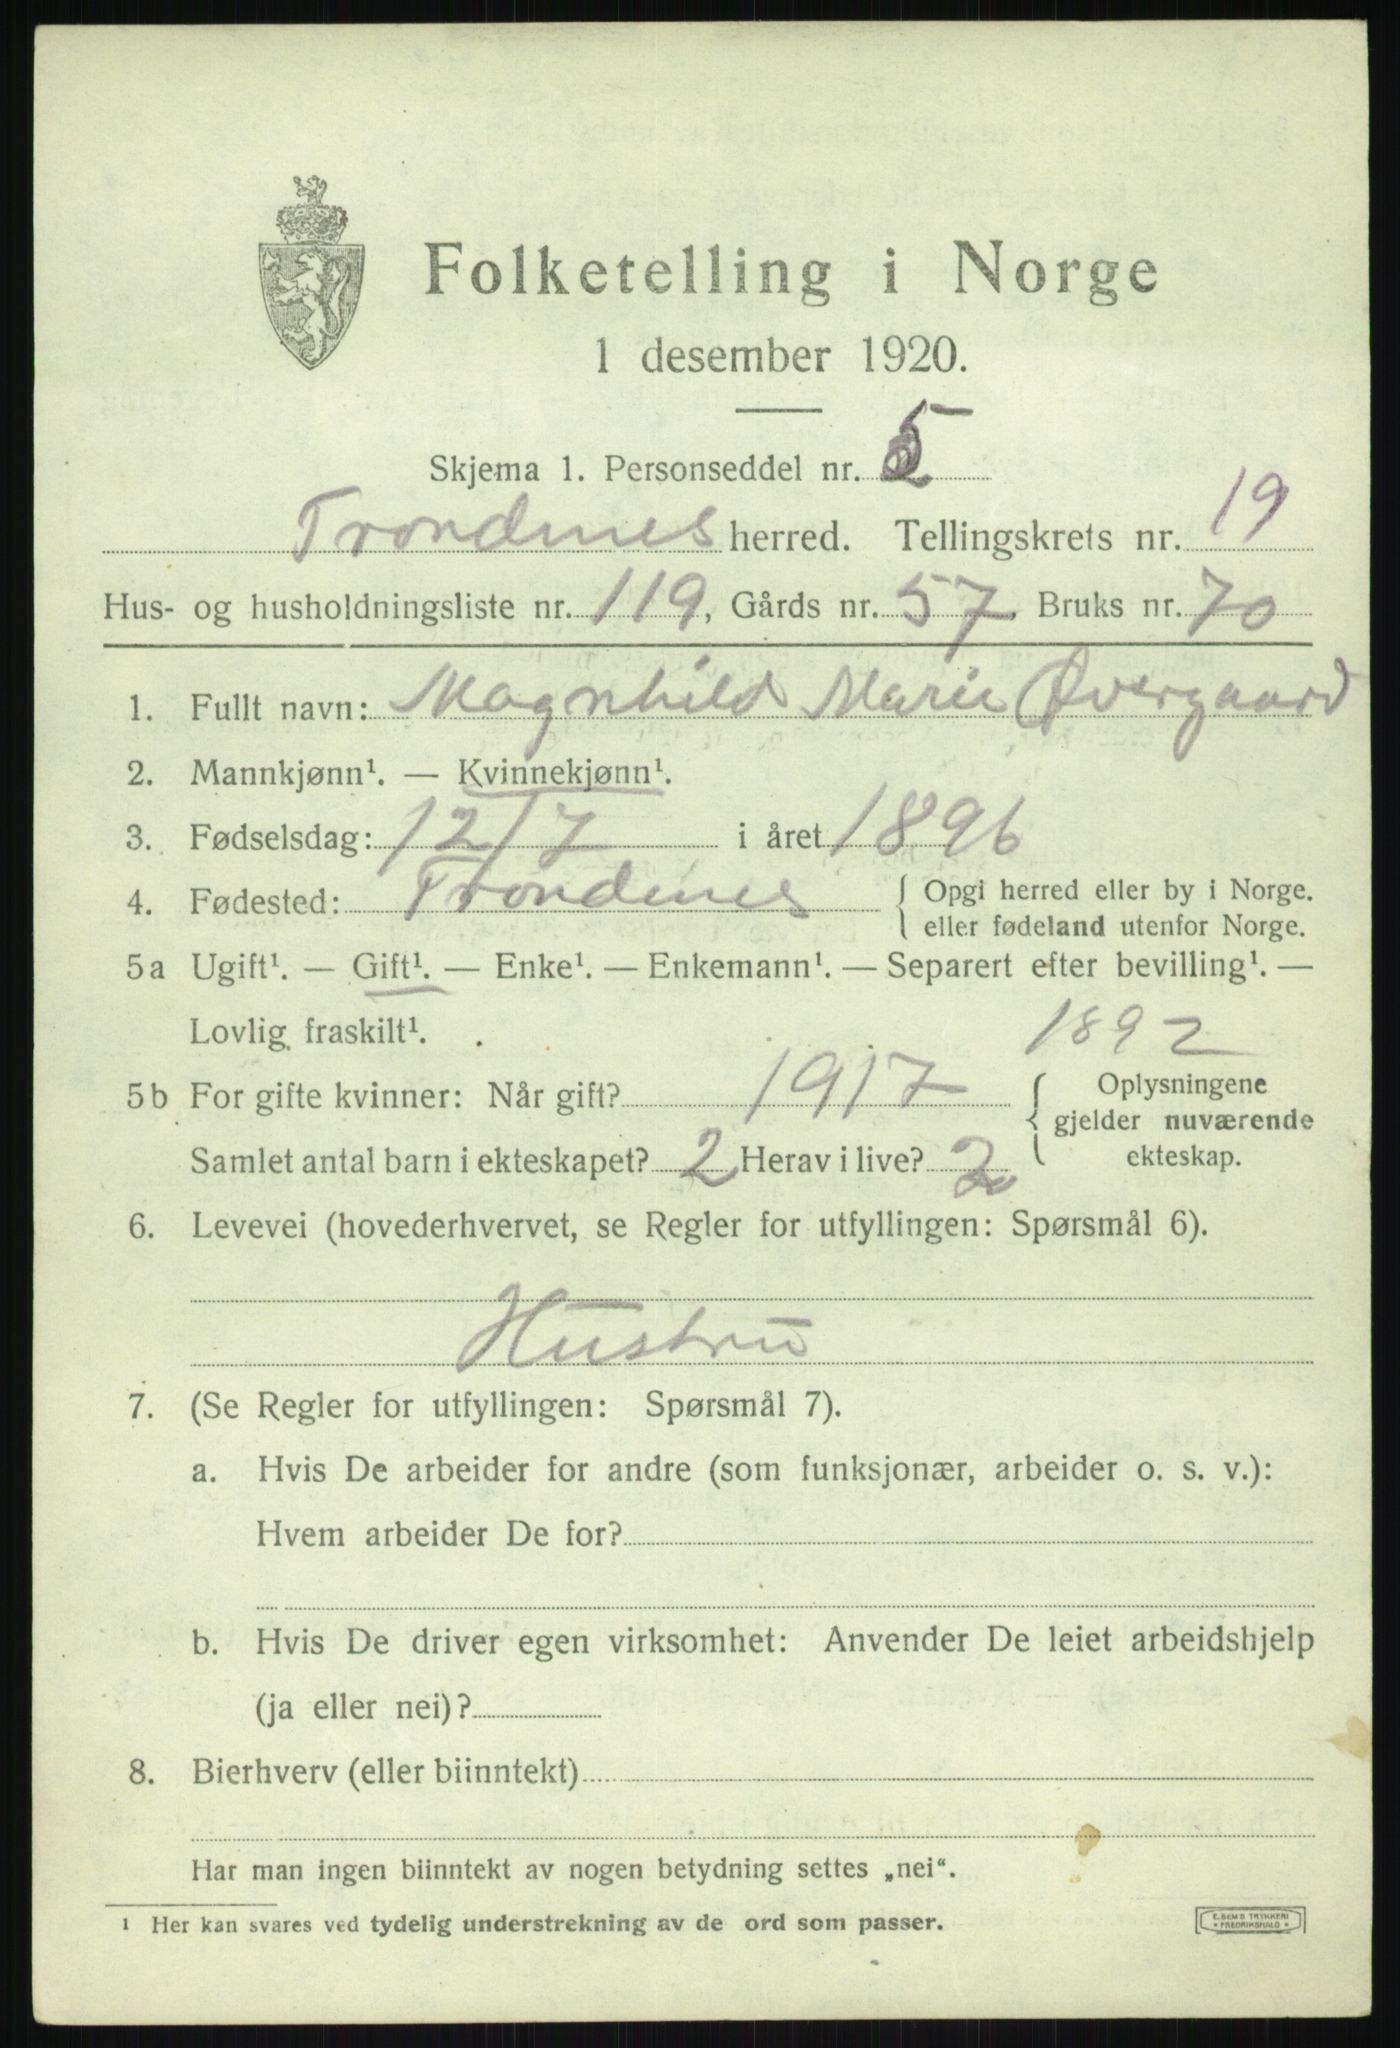 Folketelling i Norge
1 desember 1920.
Skjema 1. Personseddel nr. 5
Trondenes herred. Tellingskrets nr. 19
Hus- og husholdningsliste nr. 119, Gårds nr. 57, Bruks nr. 70
1. Fullt navn: Magnhild Marie Øvergaard
2. Mannkjønn¹. — Kvinnekjønn¹.
3. Fødselsdag: 12/7 i året 1896
4. Fødested: Trondenes { Opgi herred eller by i Norge.
eller fødeland utenfor Norge.
5a Ugift¹. — Gift¹. — Enke¹. — Enkemann¹. — Separert efter bevilling¹. —
Lovlig fraskilt¹.
1892
5b For gifte kvinner: Når gift? 1917
Samlet antal barn i ekteskapet? 2 Herav i live? 2
{ Oplysningene
gjelder nuværende
ekteskap.
6. Levevei (hovederhvervet, se Regler for utfyllingen: Spørsmål 6).
Hustru
7. (Se Regler for utfyllingen: Spørsmål 7).
a. Hvis De arbeider for andre (som funksjonær, arbeider o. s. v.):
Hvem arbeider De for?
b. Hvis De driver egen virksomhet: Anvender De leiet arbeidshjelp
(ja eller nei)?
8. Bierhverv (eller biinntekt)
Har man ingen biinntekt av nogen betydning settes „nei“.
¹ Her kan svares ved tydelig understrekning av de ord som passer.
E. SEMS TRYKKERI
* FREDRIKSHALD *